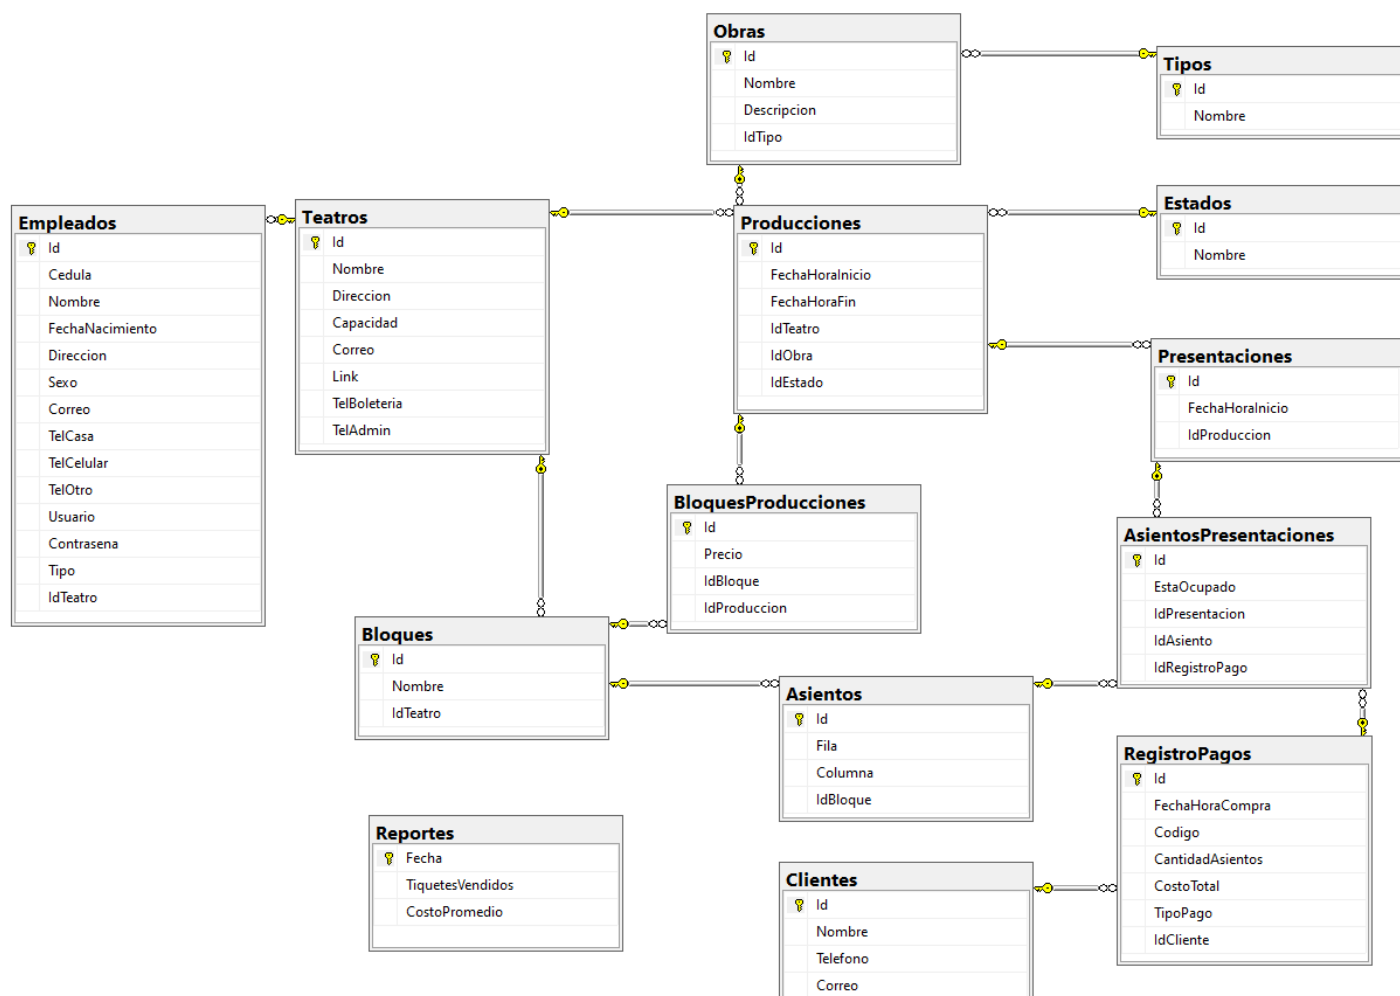 Obras
Id
Nombre
Descripcion
IdTipo
Tipos
Id
Nombre
Empleados
Id
Cedula
Nombre
FechaNacimiento
Direccion
Sexo
Correo
TelCasa
TelCelular
TelOtro
Usuario
Contrasena
Tipo
IdTeatro
Teatros
Id
Nombre
Direccion
Capacidad
Correo
Link
TelBoleteria
TelAdmin
Producciones
Id
FechaHoraInicio
FechaHoraFin
IdTeatro
IdObra
IdEstado
Estados
Id
Nombre
Presentaciones
Id
FechaHoraInicio
IdProduccion
BloquesProducciones
Id
Precio
IdBloque
IdProduccion
AsientosPresentaciones
Id
EstaOcupado
IdPresentacion
IdAsiento
IdRegistroPago
Bloques
Id
Nombre
IdTeatro
Asientos
Id
Fila
Columna
IdBloque
RegistroPagos
Id
FechaHoraCompra
Codigo
CantidadAsientos
CostoTotal
TipoPago
IdCliente
Reportes
Fecha
TiquetesVendidos
CostoPromedio
Clientes
Id
Nombre
Telefono
Correo